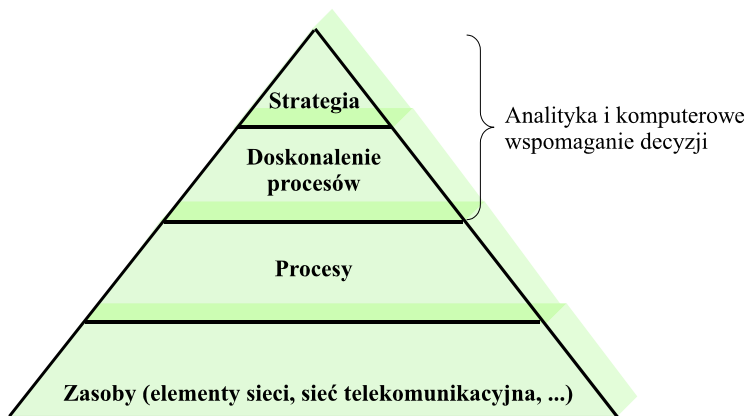 Strategia
Doskonalenie
procesów
Analityka i komputerowe
wspomaganie decyzji
Procesy
Zasoby (elementy sieci, sieć telekomunikacyjna, ...)